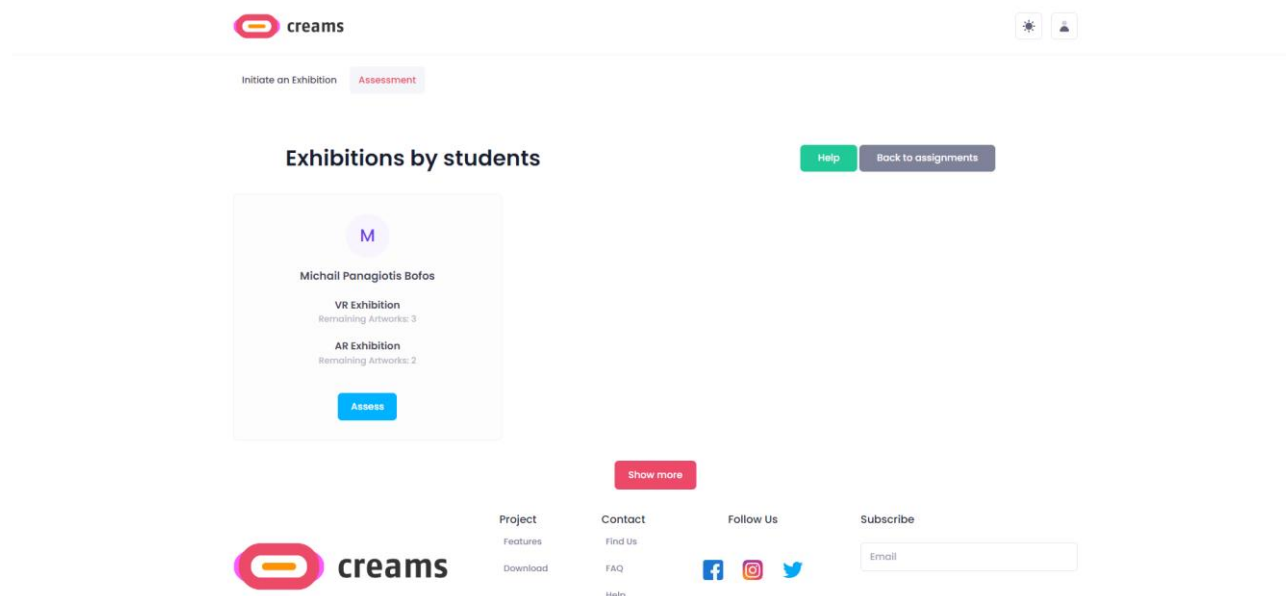 creams
Initiate an Exhibition Assessment
Exhibitions by students
Help Back to assignments
M
Michail Panagiotis Bofos
VR Exhibition
Remaining Artworks: 3
AR Exhibition
Remaining Artworks: 2
Assess
Show more
creams
Project
Features
Download
Contact
Find Us
FAQ
Help
Follow Us
Subscribe
Email